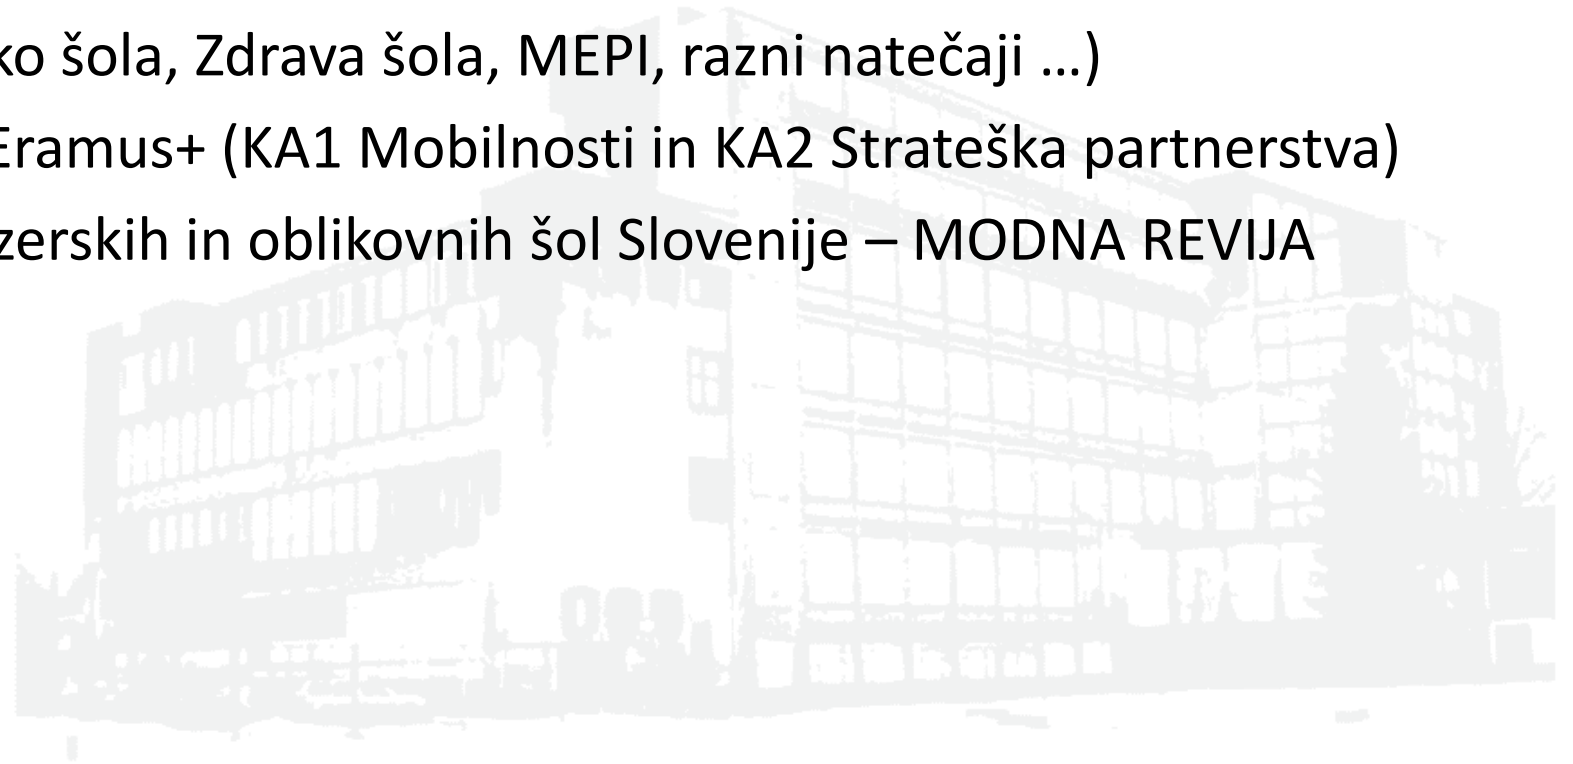 ko šola, Zdrava šola, MEPI, razni natečaji …)
Eramus+ (KA1 Mobilnosti in KA2 Strateška partnerstva)
zerskih in oblikovnih šol Slovenije – MODNA REVIJA